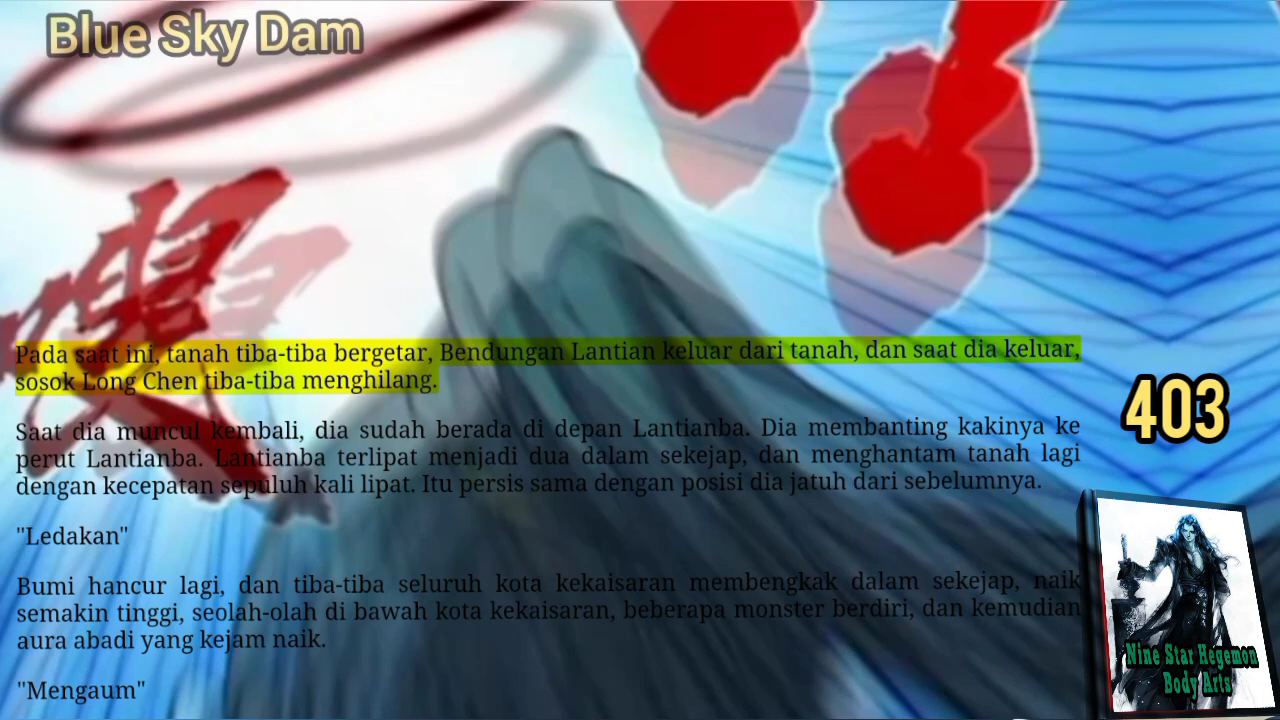 Blue Sky Dam
Pada saat ini, tanah tiba-tiba bergetar, Bendungan Lantian keluar dari tanah, dan saat dia keluar,
sosok Long Chen tiba-tiba menghilang.
Saat dia muncul kembali, dia sudah berada di depan Lantianba. Dia membanting kakinya ke
perut Lantianba. Lantianba terlipat menjadi dua dalam sekejap, dan menghantam tanah lagi
dengan kecepatan sepuluh kali lipat. Itu persis sama dengan posisi dia jatuh dari sebelumnya.
"Ledakan"
Bumi hancur lagi, dan tiba-tiba seluruh kota kekaisaran membengkak dalam sekejap, naik
semakin tinggi, seolah-olah di bawah kota kekaisaran, beberapa monster berdiri, dan kemudian
aura abadi yang kejam naik.
"Mengaum"
403
Nine Star Hegemon
Body Arts